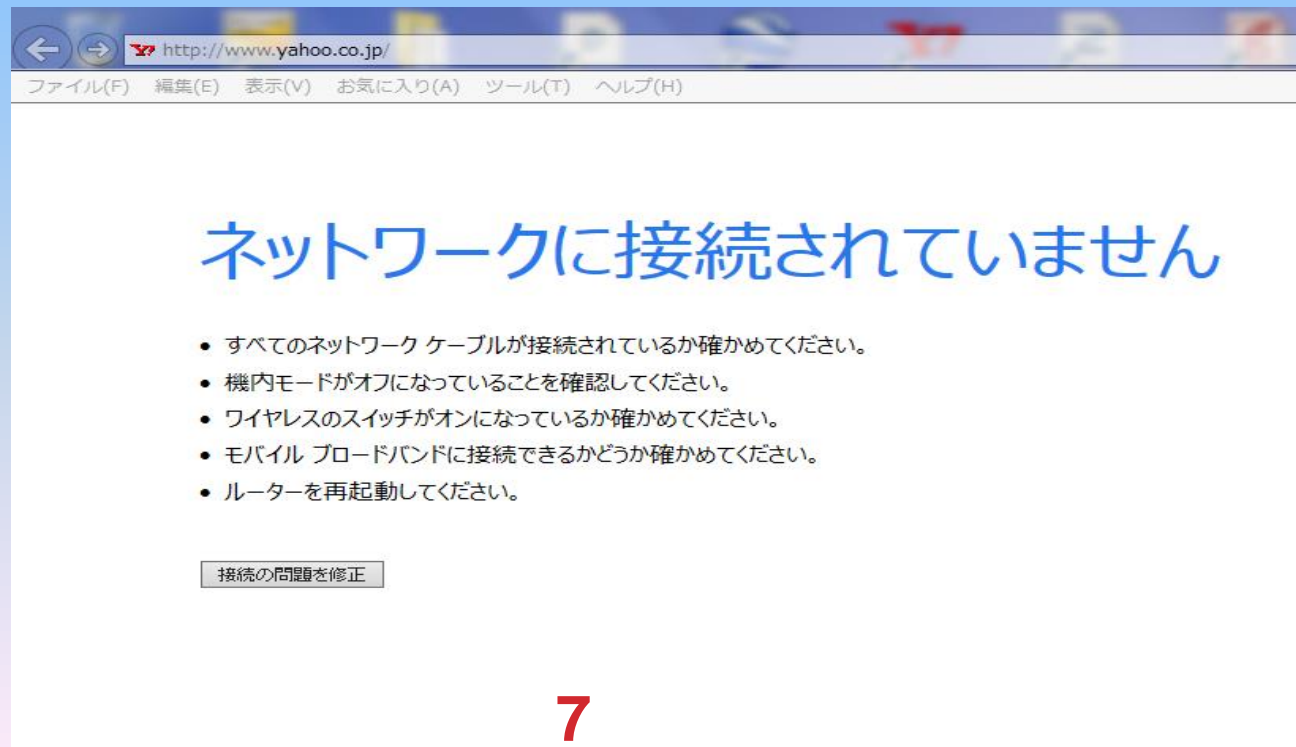 http://www.yahoo.co.jp/
ファイル(F) 編集(E) 表示(V) お気に入り(A) ツール(T) ヘルプ(H)
ネットワークに接続されていません
• すべてのネットワーク ケーブルが接続されているか確かめてください。
• 機内モードがオフになっていることを確認してください。
• ワイヤレスのスイッチがオンになっているか確かめてください。
• モバイル ブロードバンドに接続できるかどうか確かめてください。
• ルーターを再起動してください。
接続の問題を修正
7